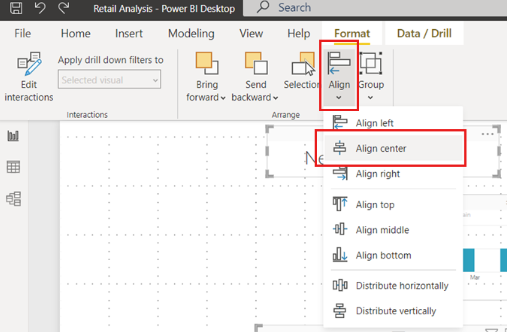 Retail Analysis - Power BI Desktop
Search
File Home Insert Modeling View Help Format Data / Drill
Edit interactions
Apply drill down filters to
Selected visual
Bring forward
Send backward
Selection
Align
Group
Interactions
Arrange
Align left
Align center
Align right
Align top
Align middle
Align bottom
Distribute horizontally
Distribute vertically
Ne
Mar